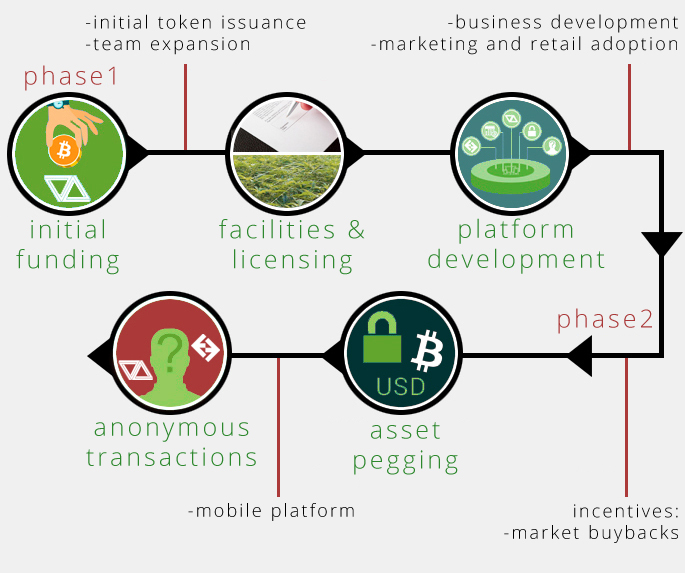 -initial token issuance
-team expansion
-business development
-marketing and retail adoption
phase1
initial
funding
facilities &
licensing
platform
development
phase2
?
USD
anonymous
transactions
asset
pegging
-mobile platform
incentives:
-market buybacks